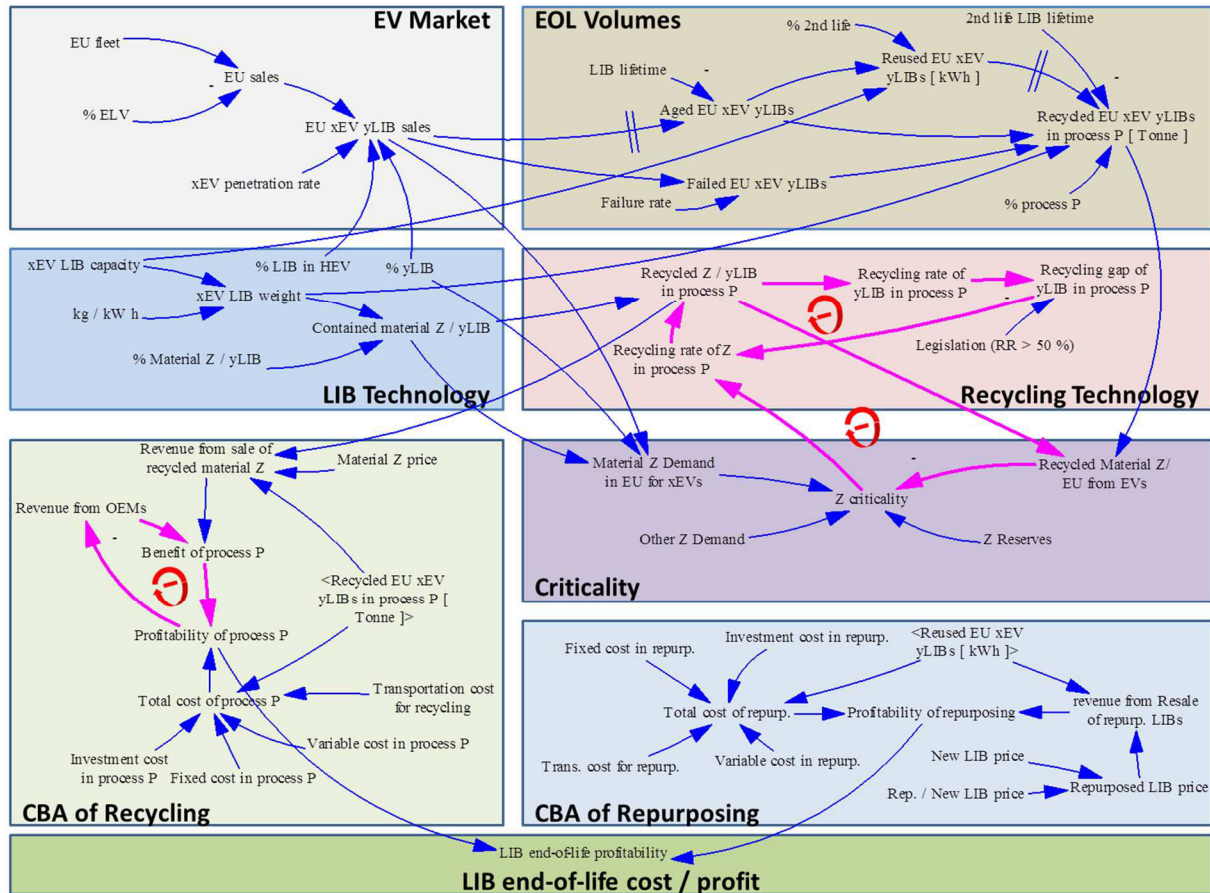 EV Market
EU fleet
EU sales
-
% ELV
EU xEV yLIB sales
xEV penetration rate
EOL Volumes
% 2nd life
2nd life LIB lifetime
LIB lifetime
-
Reused EU xEV
yLIBs [ kWh ]
-
Aged EU xEV yLIBs
Recycled EU xEV yLIBs
in process P [ Tonne ]
Failed EU xEV yLIBs
Failure rate
% process P
xEV LIB capacity
% LIB in HEV
% yLIB
xEV LIB weight
kg / kW h
Contained material Z / yLIB
% Material Z / yLIB
LIB Technology
Recycled Z / yLIB
in process P
Recycling rate of
yLIB in process P
Recycling gap of
yLIB in process P
-
Legislation (RR > 50 %)
Recycling rate of Z
in process P
Recycling Technology
Revenue from sale of
recycled material Z
Material Z price
Revenue from OEMs
-
Benefit of process P
<Recycled EU xEV
yLIBs in process P [
Tonne ]>
Profitability of process P
Total cost of process P
Transportation cost
for recycling
Variable cost in process P
Investment cost
in process P
Fixed cost in process P
CBA of Recycling
Material Z Demand
in EU for xEVs
-
Recycled Material Z/
EU from EVs
Z criticality
Other Z Demand
Z Reserves
Criticality
Fixed cost in repurp.
Investment cost in repurp.
<Reused EU xEV
yLIBs [ kWh ]>
Total cost of repurp.
Profitability of repurposing
revenue from Resale
of repurp. LIBs
Trans. cost for repurp.
Variable cost in repurp.
New LIB price
Rep. / New LIB price
Repurposed LIB price
CBA of Repurposing
LIB end-of-life profitability
LIB end-of-life cost / profit